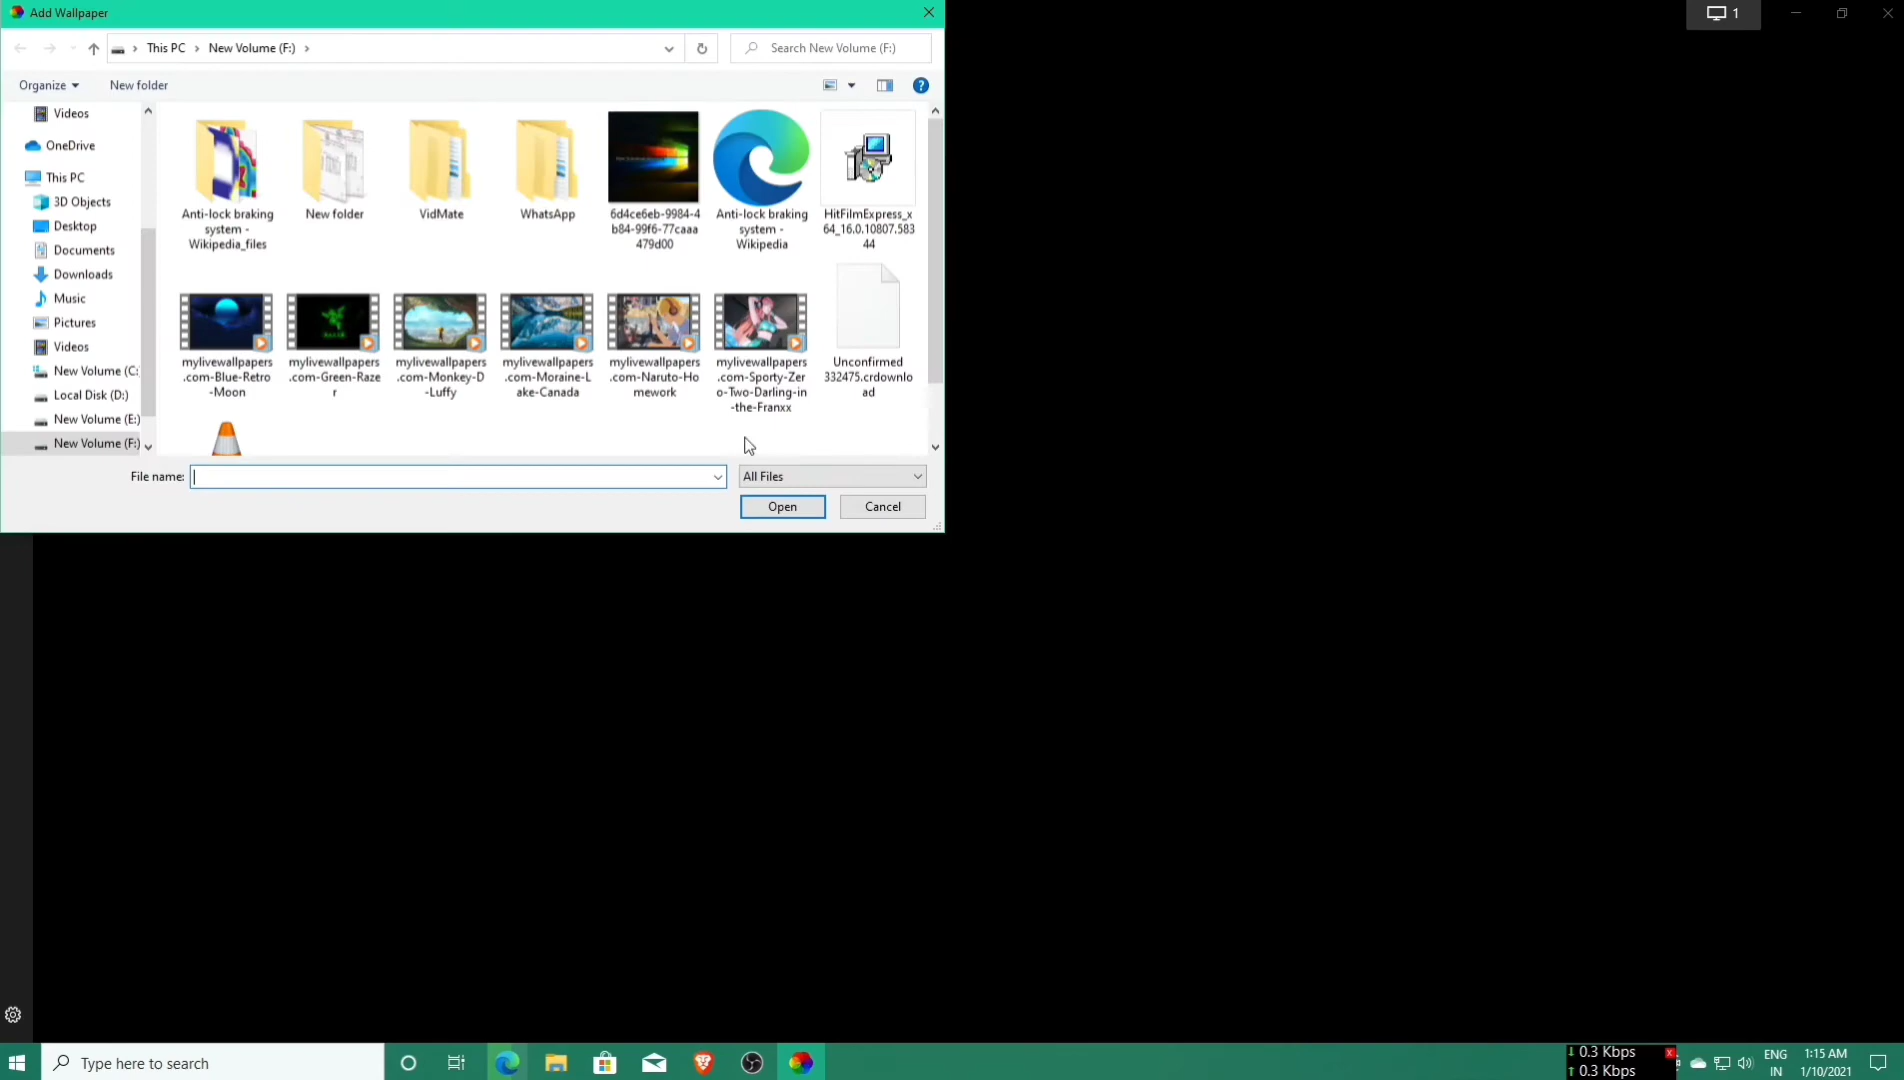 Add Wallpaper
1
This PC
New Volume (F:)
Search New Volume (F:)
Organize
New folder
Videos
OneDrive
This PC
3D Objects
Desktop
Documents
Downloads
Music
Pictures
Videos
New Volume (C:
Local Disk (D:)
New Volume (E:)
New Volume (F:)
Anti-lock braking
system -
Wikipedia_files
New folder
VidMate
WhatsApp
6d4ce6eb-9984-4
b84-99f6-77caaa
479d00
Anti-lock braking
system -
Wikipedia
HitFilmExpress_x
64_16.0.10807.583
44
mylivewallpapers
.com-Blue-Retro
-Moon
mylivewallpapers
.com-Green-Raze
r
mylivewallpapers
.com-Monkey-D
-Luffy
mylivewallpapers
.com-Moraine-L
ake-Canada
mylivewallpapers
.com-Naruto-Ho
mework
mylivewallpapers
.com-Sporty-Zer
o-Two-Darling-in
-the-Franxx
Unconfirmed
332475.crdownlo
ad
File name:
All Files
Open
Cancel
Type here to search
0.3 Kbps
0.3 Kbps
ENG
IN
1:15 AM
1/10/2021